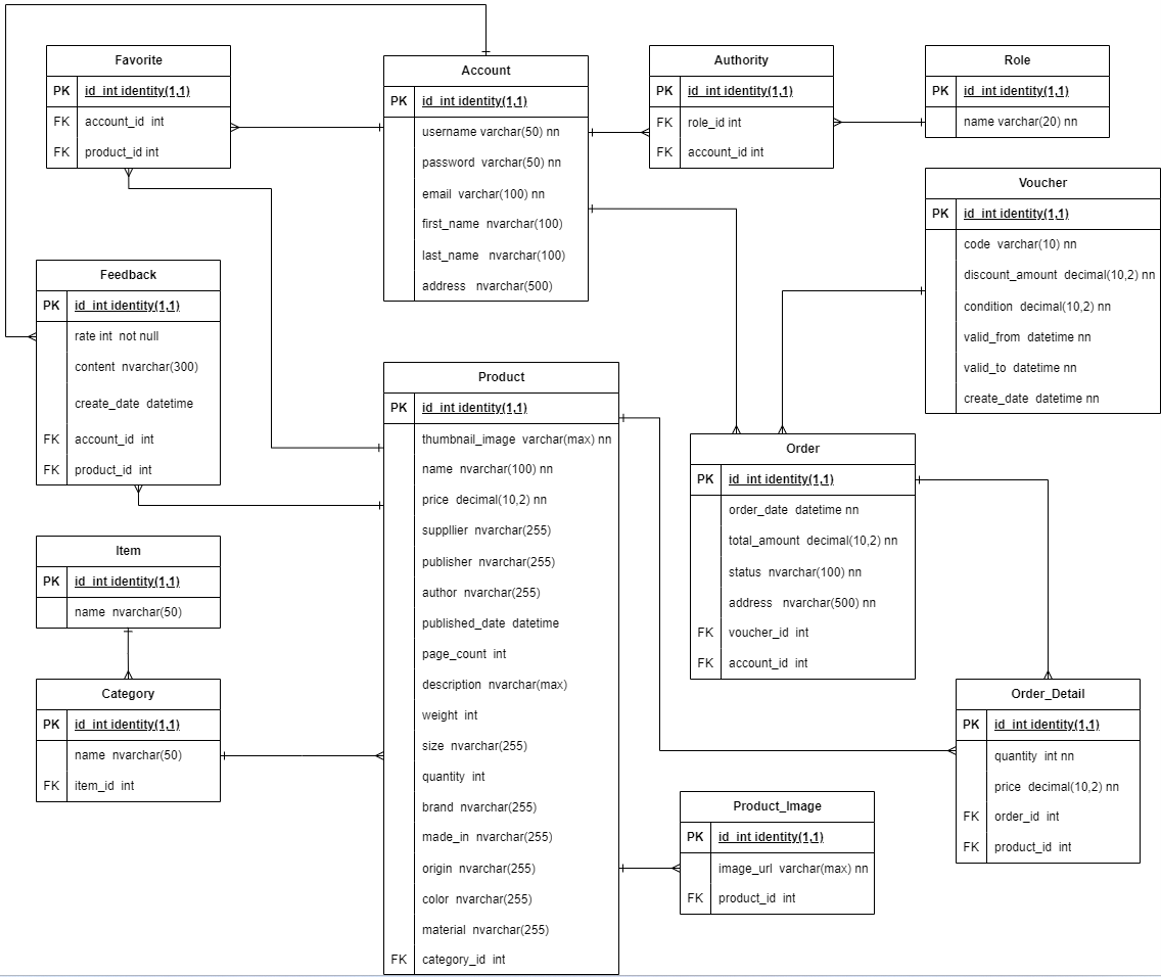 Favorite
PK id int identity(1,1)
FK account_id int
FK product_id int
Account
PK id int identity(1,1)
username varchar(50) nn
password varchar(50) nn
email varchar(100) nn
first_name nvarchar(100)
last_name nvarchar(100)
address nvarchar(500)
Authority
PK id int identity(1,1)
FK role_id int
FK account_id int
Role
PK id int identity(1,1)
name varchar(20) nn
Voucher
PK id int identity(1,1)
code varchar(10) nn
discount_amount decimal(10,2) nn
condition decimal(10,2) nn
valid_from datetime nn
valid_to datetime nn
create_date datetime nn
Feedback
PK id int identity(1,1)
rate int not null
content nvarchar(300)
create_date datetime
FK account_id int
FK product_id int
Product
PK id int identity(1,1)
thumbnail_image varchar(max) nn
name nvarchar(100) nn
price decimal(10,2) nn
suppllier nvarchar(255)
publisher nvarchar(255)
author nvarchar(255)
published_date datetime
page_count int
description nvarchar(max)
weight int
size nvarchar(255)
quantity int
brand nvarchar(255)
made_in nvarchar(255)
origin nvarchar(255)
color nvarchar(255)
material nvarchar(255)
FK category_id int
Order
PK id int identity(1,1)
order_date datetime nn
total_amount decimal(10,2) nn
status nvarchar(100) nn
address nvarchar(500) nn
FK voucher_id int
FK account_id int
Item
PK id int identity(1,1)
name nvarchar(50)
Category
PK id int identity(1,1)
name nvarchar(50)
FK item_id int
Order_Detail
PK id int identity(1,1)
quantity int nn
price decimal(10,2) nn
FK order_id int
FK product_id int
Product_Image
PK id int identity(1,1)
image_url varchar(max) nn
FK product_id int